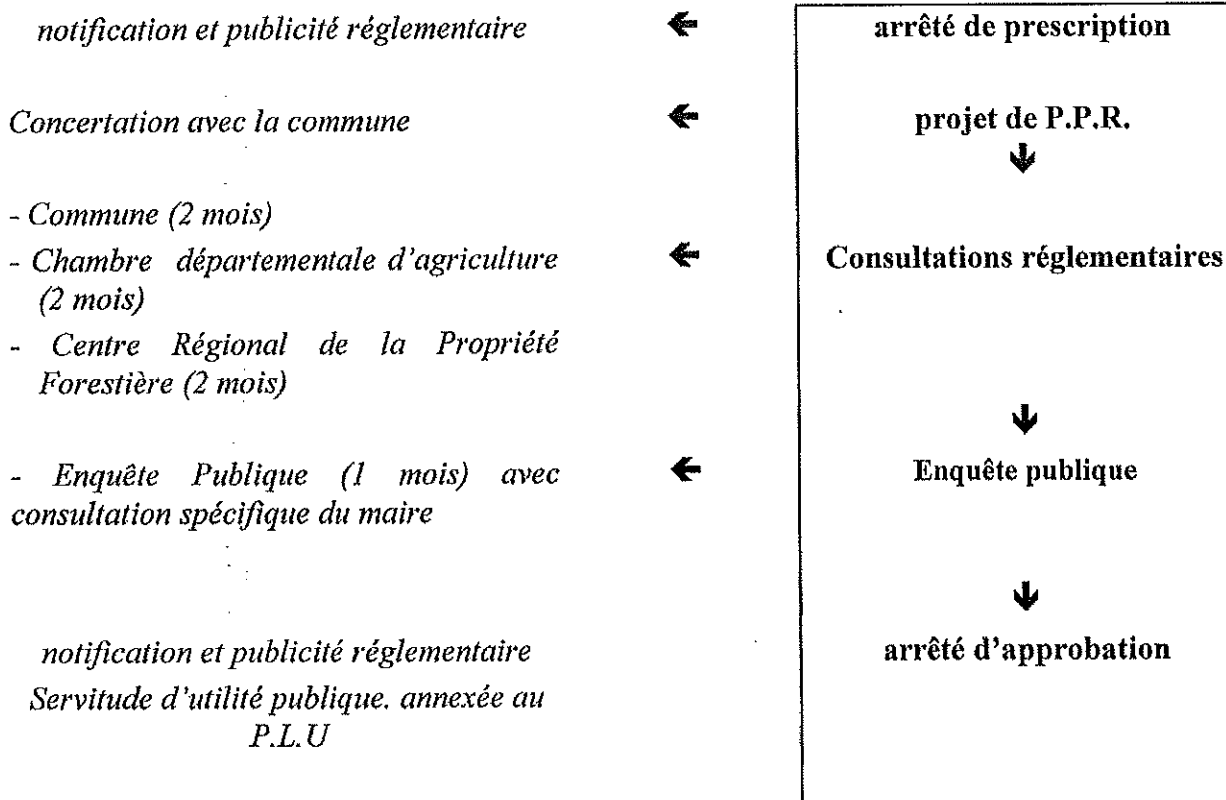 notification et publicité réglementaire ← arrêté de prescription
Concertation avec la commune ← projet de P.P.R.
↓
- Commune (2 mois)
- Chambre départementale d'agriculture ← Consultations réglementaires
(2 mois)
- Centre Régional de la Propriété
Forestière (2 mois)
↓
- Enquête Publique (1 mois) avec ← Enquête publique
consultation spécifique du maire
↓
notification et publicité réglementaire arrêté d'approbation
Servitude d'utilité publique. annexée au
P.L.U